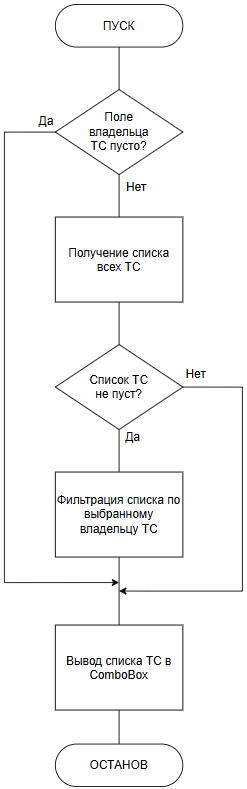 ПУСК
Да
Поле
владельца
ТС пусто?
Нет
Получение списка
всех ТС
Список ТС
не пуст?
Нет
Да
Фильтрация списка по
выбранному
владельцу ТС
Вывод списка ТС в
ComboBox
ОСТАНОВ